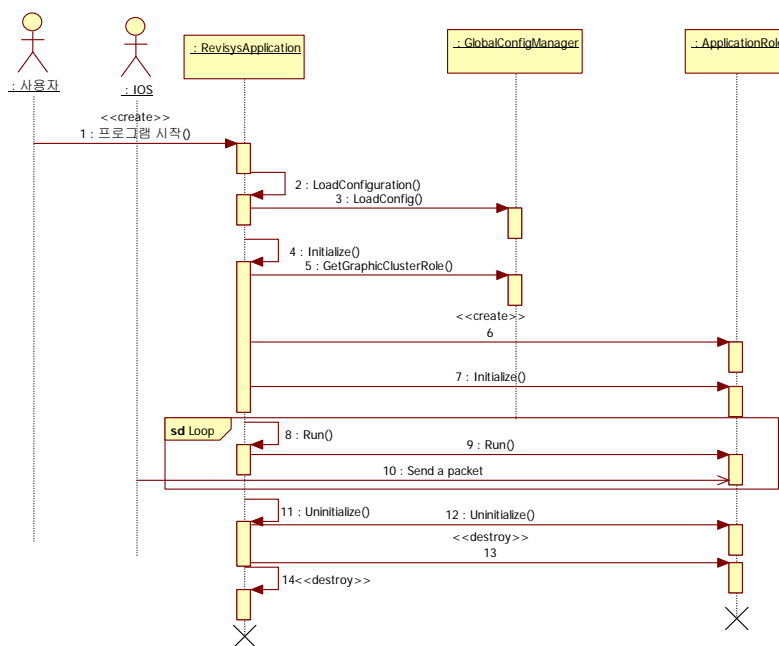 : RevisysApplication
: GlobalConfigManager
: ApplicationRole
: 사용자
: IOS
<<create>>
1 : 프로그램 시작()
2 : LoadConfiguration()
3 : LoadConfig()
4 : Initialize()
5 : GetGraphicClusterRole()
<<create>>
6
7 : Initialize()
sd Loop
8 : Run()
9 : Run()
10 : Send a packet
11 : Uninitialize()
12 : Uninitialize()
<<destroy>>
13
14<<destroy>>